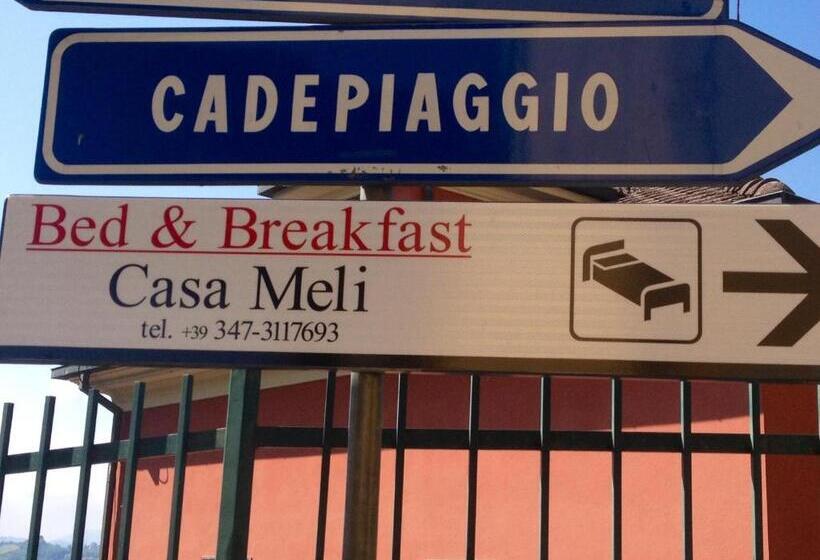 CADEPIAGGIO
Bed & Breakfast
Casa Meli
tel. +39 347-3117693